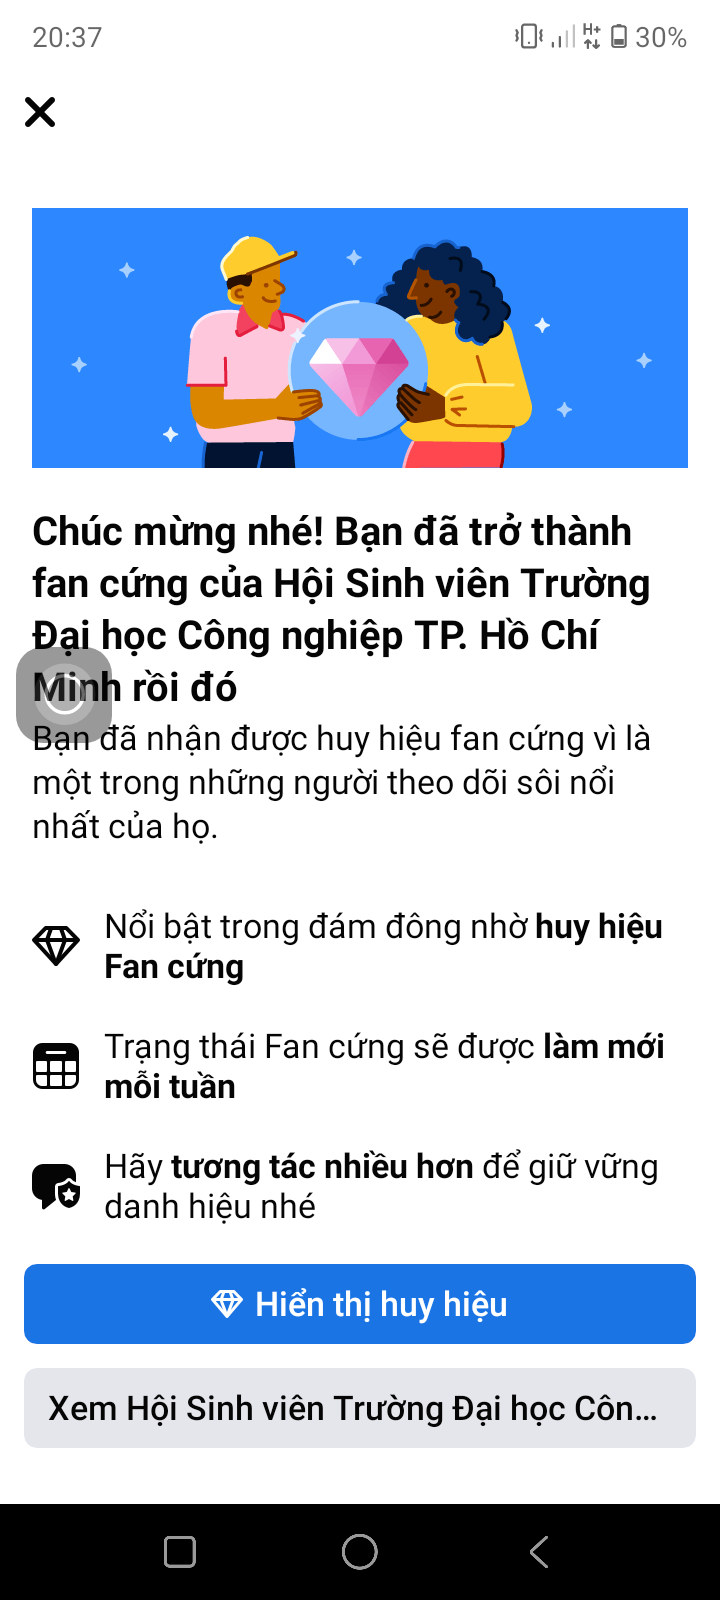 20:37
H+
30%
Chúc mừng nhé! Bạn đã trở thành
fan cứng của Hội Sinh viên Trường
Đại học Công nghiệp TP. Hồ Chí
Minh rồi đó
Bạn đã nhận được huy hiệu fan cứng vì là
một trong những người theo dõi sôi nổi
nhất của họ.
Nổi bật trong đám đông nhờ huy hiệu
Fan cứng
Trạng thái Fan cứng sẽ được làm mới
mỗi tuần
Hãy tương tác nhiều hơn để giữ vững
danh hiệu nhé
Hiển thị huy hiệu
Xem Hội Sinh viên Trường Đại học Côn...